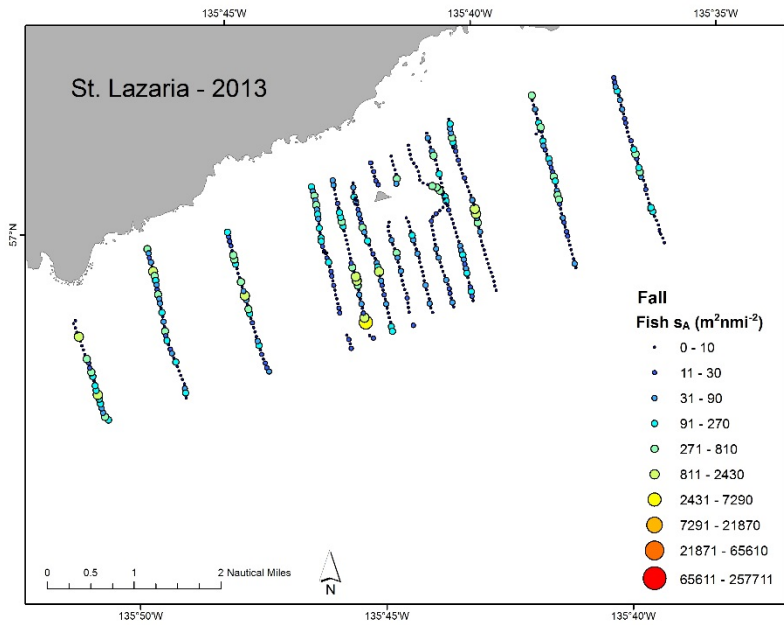 135°45'W 135°40'W 135°35'W
St. Lazaria - 2013
57°N
Fall
Fish sA (m²nmi-²)
0 - 10
11 - 30
31 - 90
91 - 270
271 - 810
811 - 2430
2431 - 7290
7291 - 21870
21871 - 65610
65611 - 257711
0 0.5 1 2 Nautical Miles
N
135°50'W 135°45'W 135°40'W